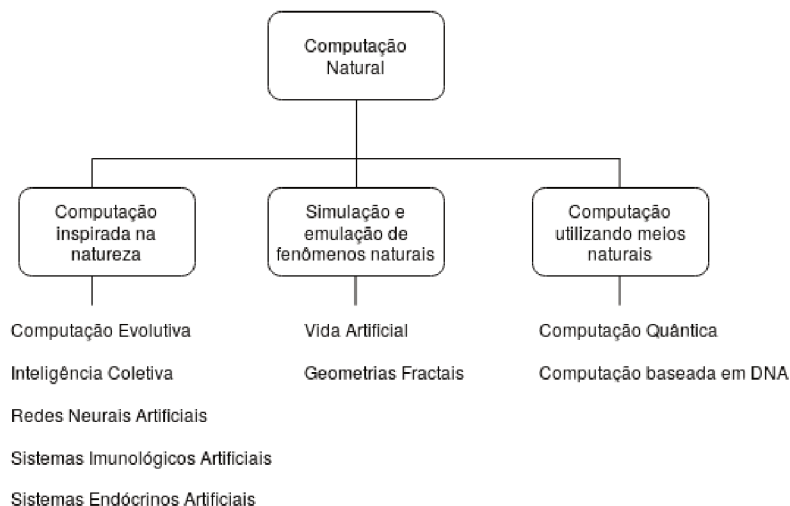 Computação
Natural
Computação
inspirada na
natureza
Simulação e
emulação de
fenômenos naturais
Computação
utilizando meios
naturais
Computação Evolutiva
Inteligência Coletiva
Redes Neurais Artificiais
Sistemas Imunológicos Artificiais
Sistemas Endócrinos Artificiais
Vida Artificial
Geometrias Fractais
Computação Quântica
Computação baseada em DNA